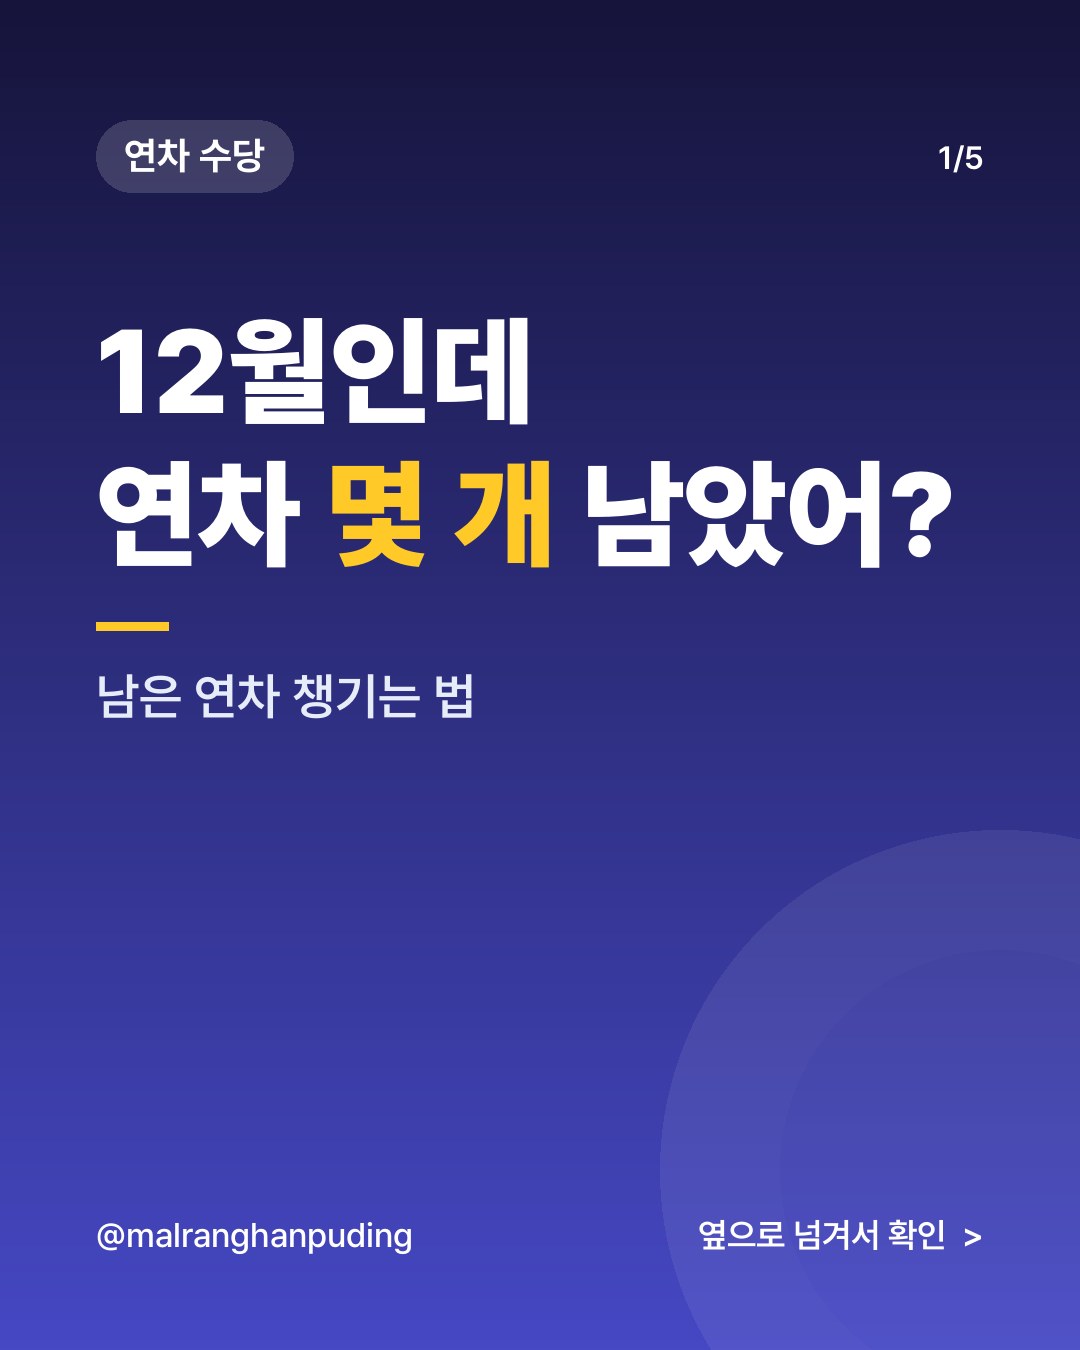 연차 수당
1/5
12월인데
연차 몇 개 남았어?
남은 연차 챙기는 법
@malranghanpuding
옆으로 넘겨서 확인 >